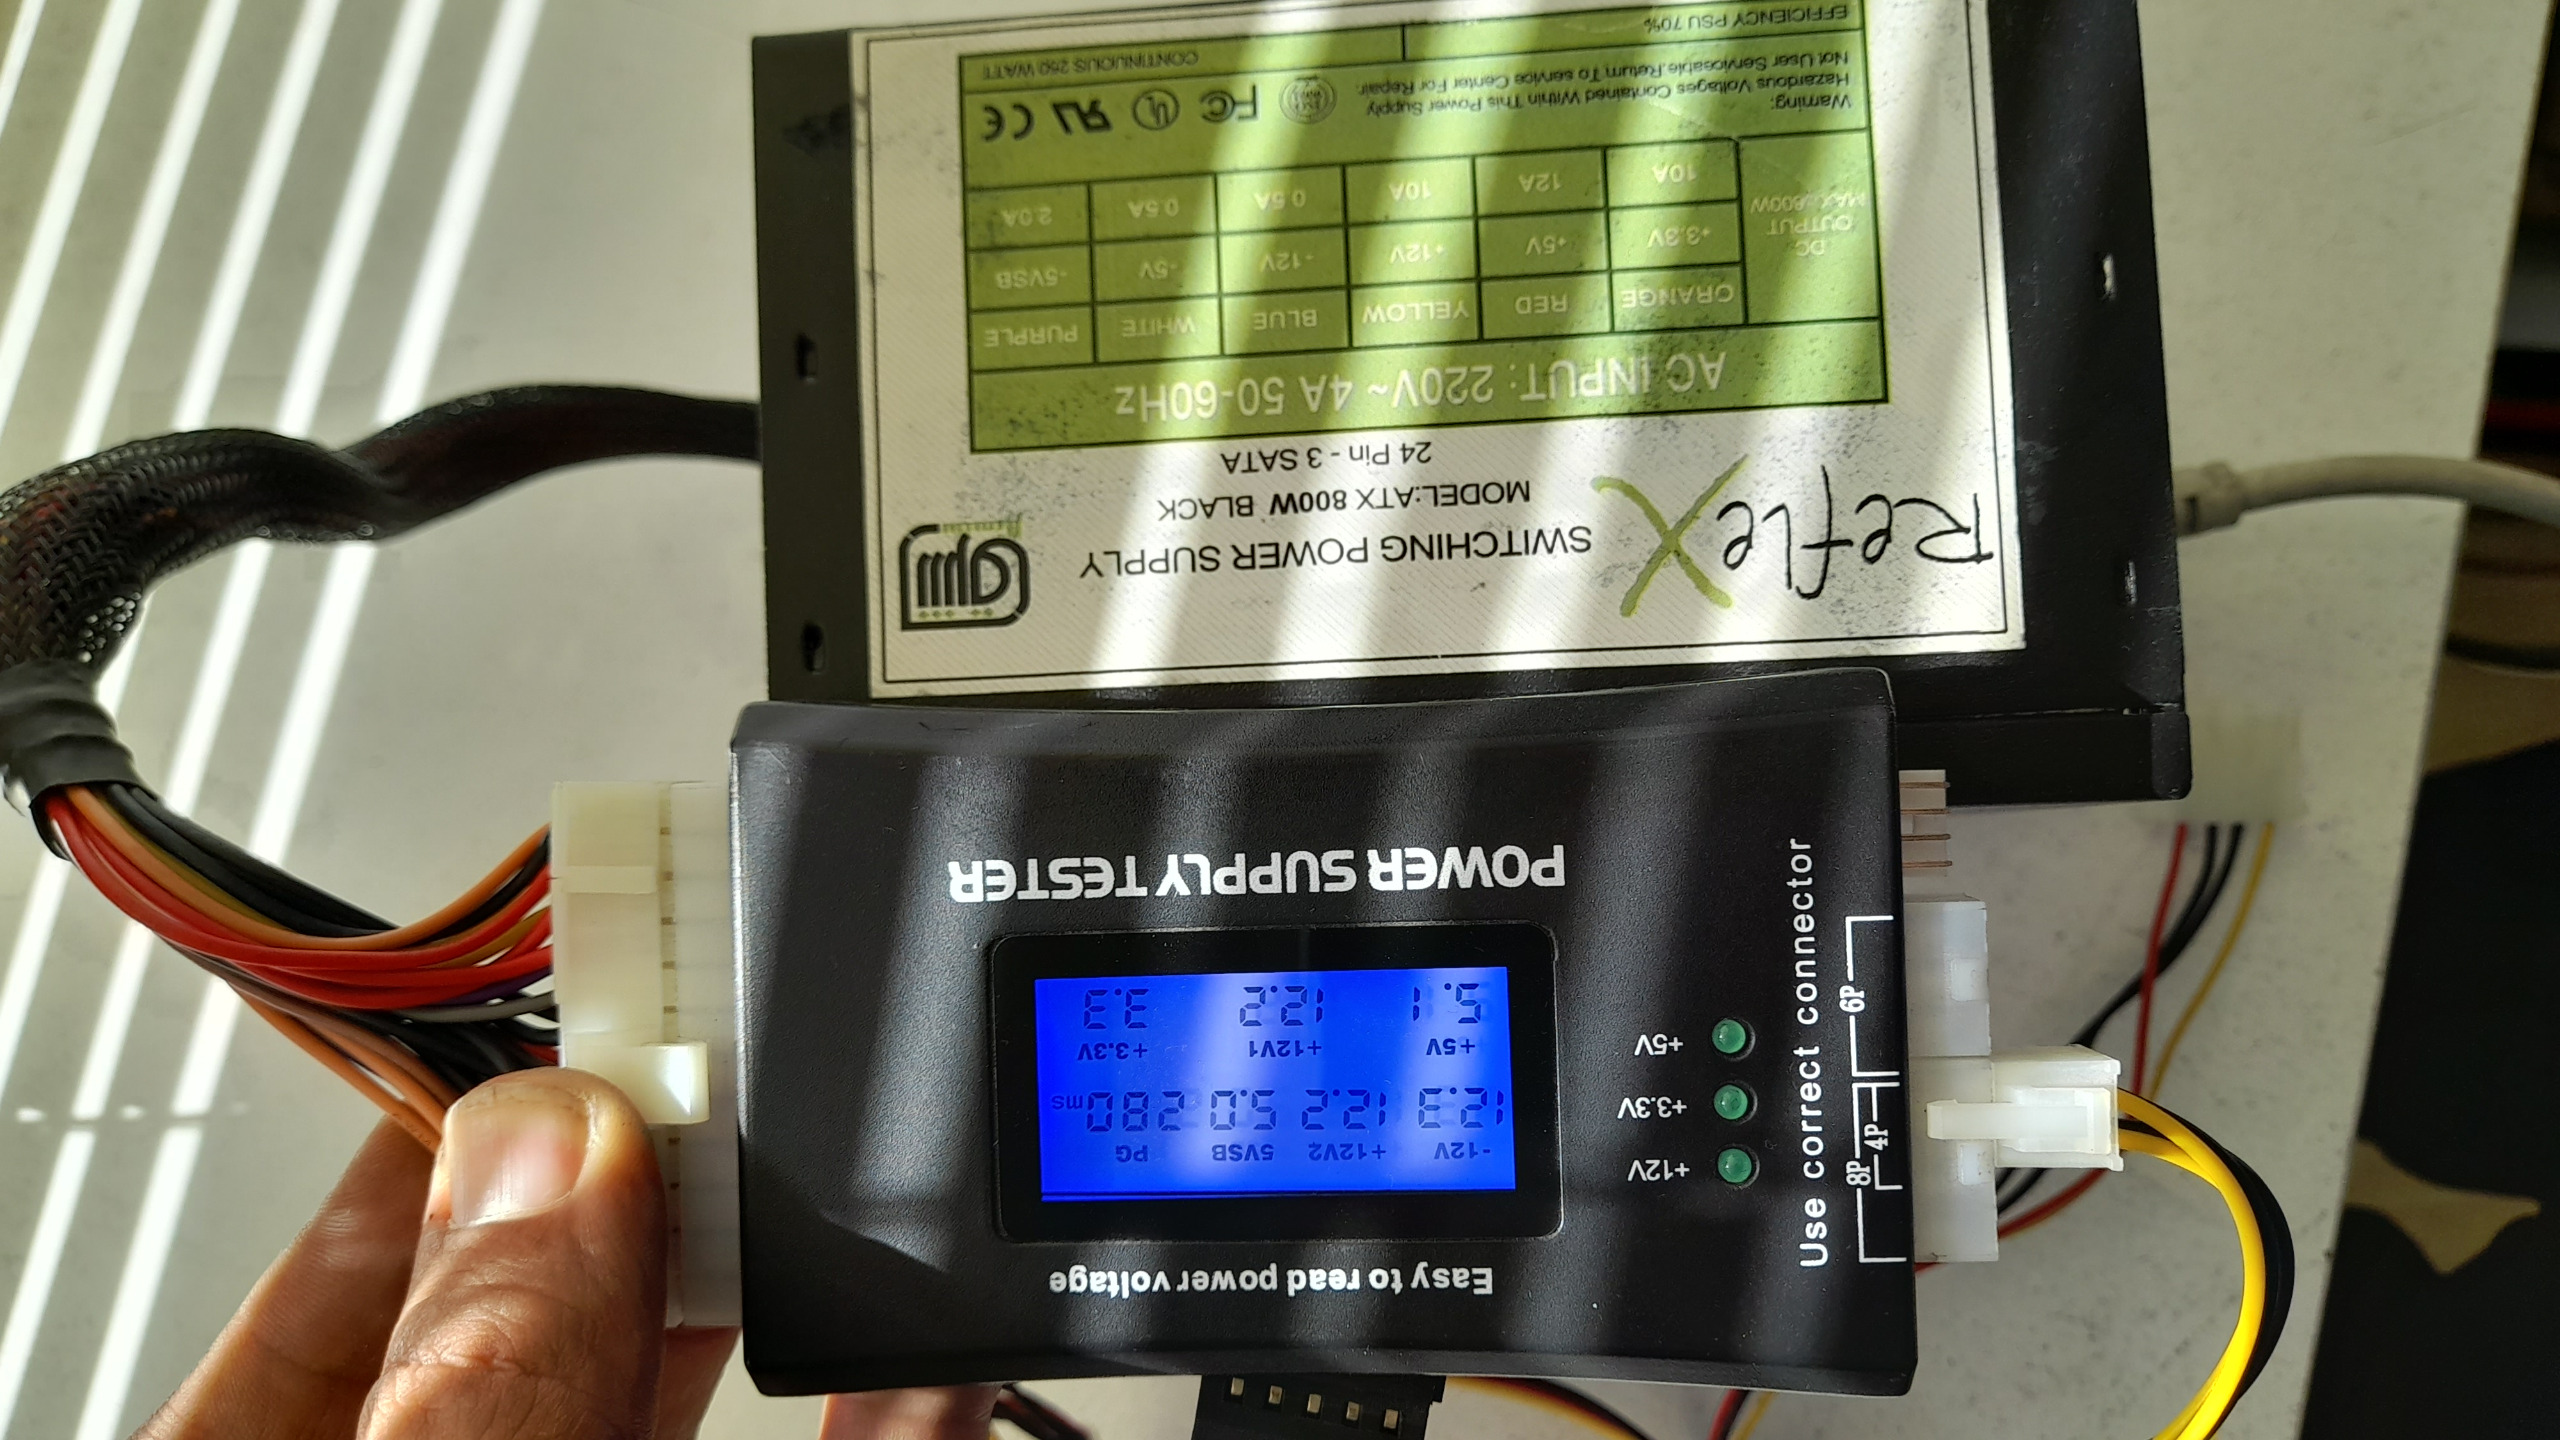 Easy to read power voltage
-12V +12V2 5VSB PG
12.3 12.2 5.0 280 ms
+5V +12V1 +3.3V
5.1 12.2 3.3
POWER SUPPLY TESTER
+12V
+3.3V
+5V
Use correct connector
8P
4P
6P
RefleX
SWITCHING POWER SUPPLY
MODEL:ATX 800W BLACK
24 Pin - 3 SATA
AC INPUT: 220V~ 4A 50-60Hz
DC OUTPUT
ORANGE RED YELLOW BLUE WHITE PURPLE
+3.3V +5V +12V -12V -5V -5VSB
10A 12A 10A 0.5A 0.5A 2.0A
Warning:
Hazardous Voltages Contained Within This Power Supply
Not User Serviceable.Return To service Center For Repair.
FC UL CE
EFFICIENCY PSU 70%
CONTINUOUS 250 WATT